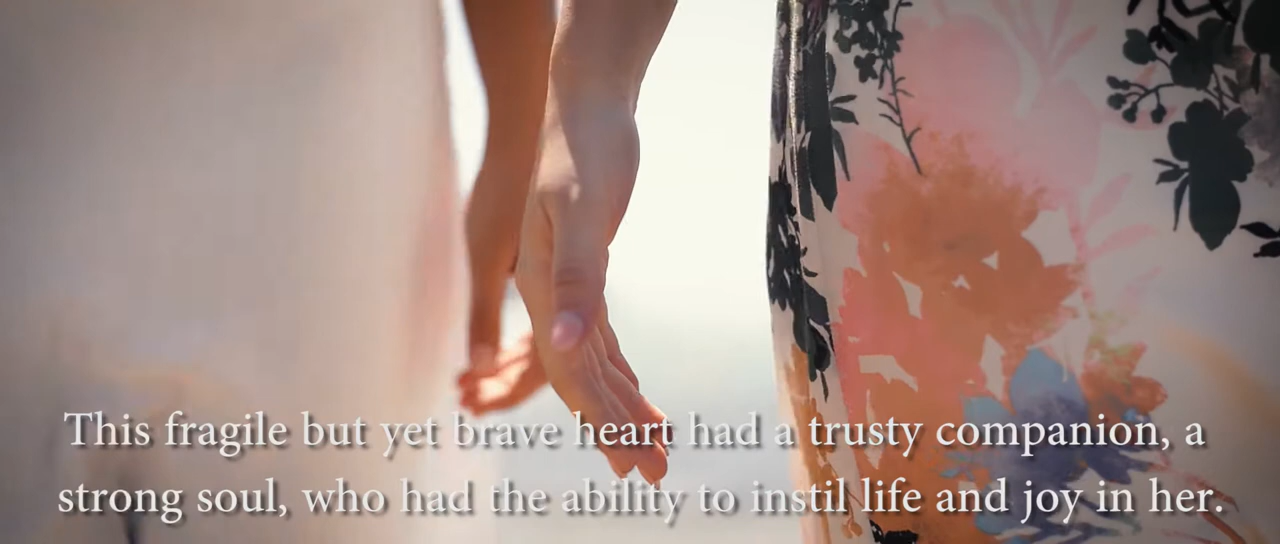 This fragile but yet brave heart had a trusty companion, a
strong soul, who had the ability to instil life and joy in her.